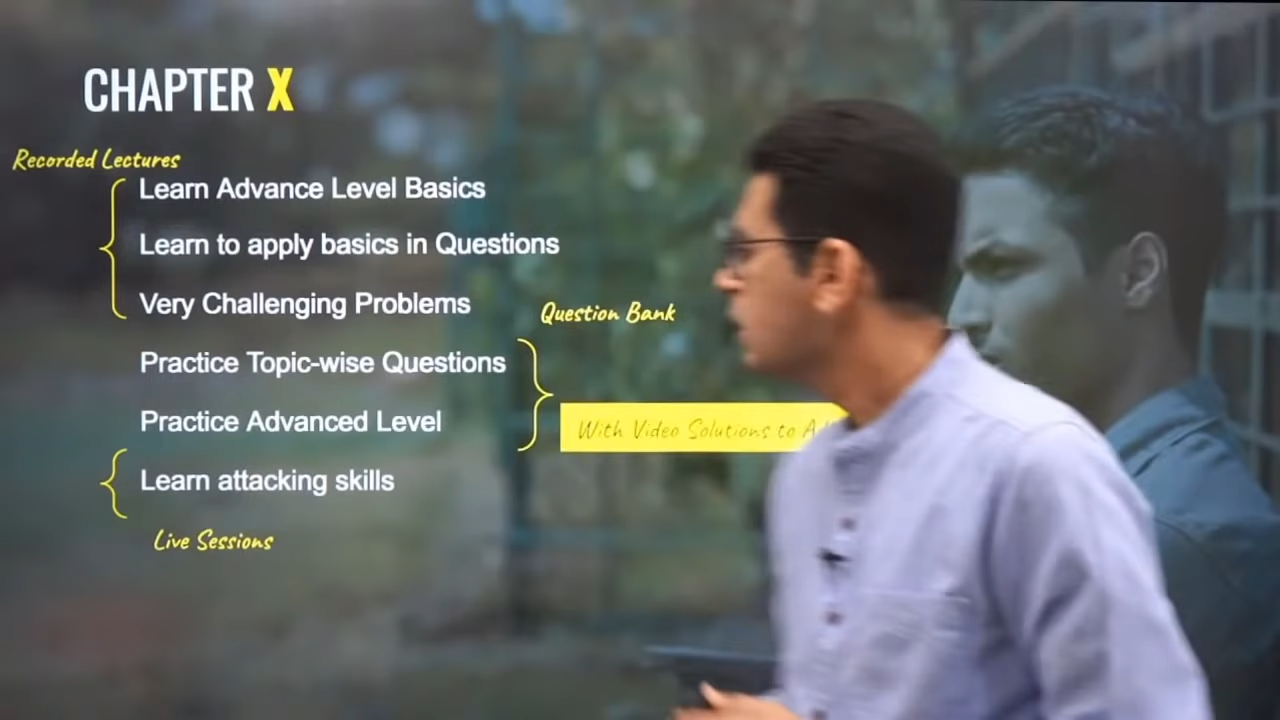 CHAPTER X
Recorded Lectures
Learn Advance Level Basics
Learn to apply basics in Questions
Very Challenging Problems
Question Bank
Practice Topic-wise Questions
Practice Advanced Level
With Video Solutions to
Learn attacking skills
Live Sessions